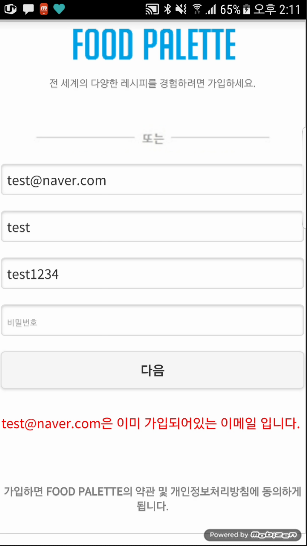 65% 오후 2:11
FOOD PALETTE
전 세계의 다양한 레시피를 경험하려면 가입하세요.
또는
test@naver.com
test
test1234
비밀번호
다음
test@naver.com은 이미 가입되어있는 이메일 입니다.
가입하면 FOOD PALETTE의 약관 및 개인정보처리방침에 동의하게
됩니다.
Powered by Mobizen